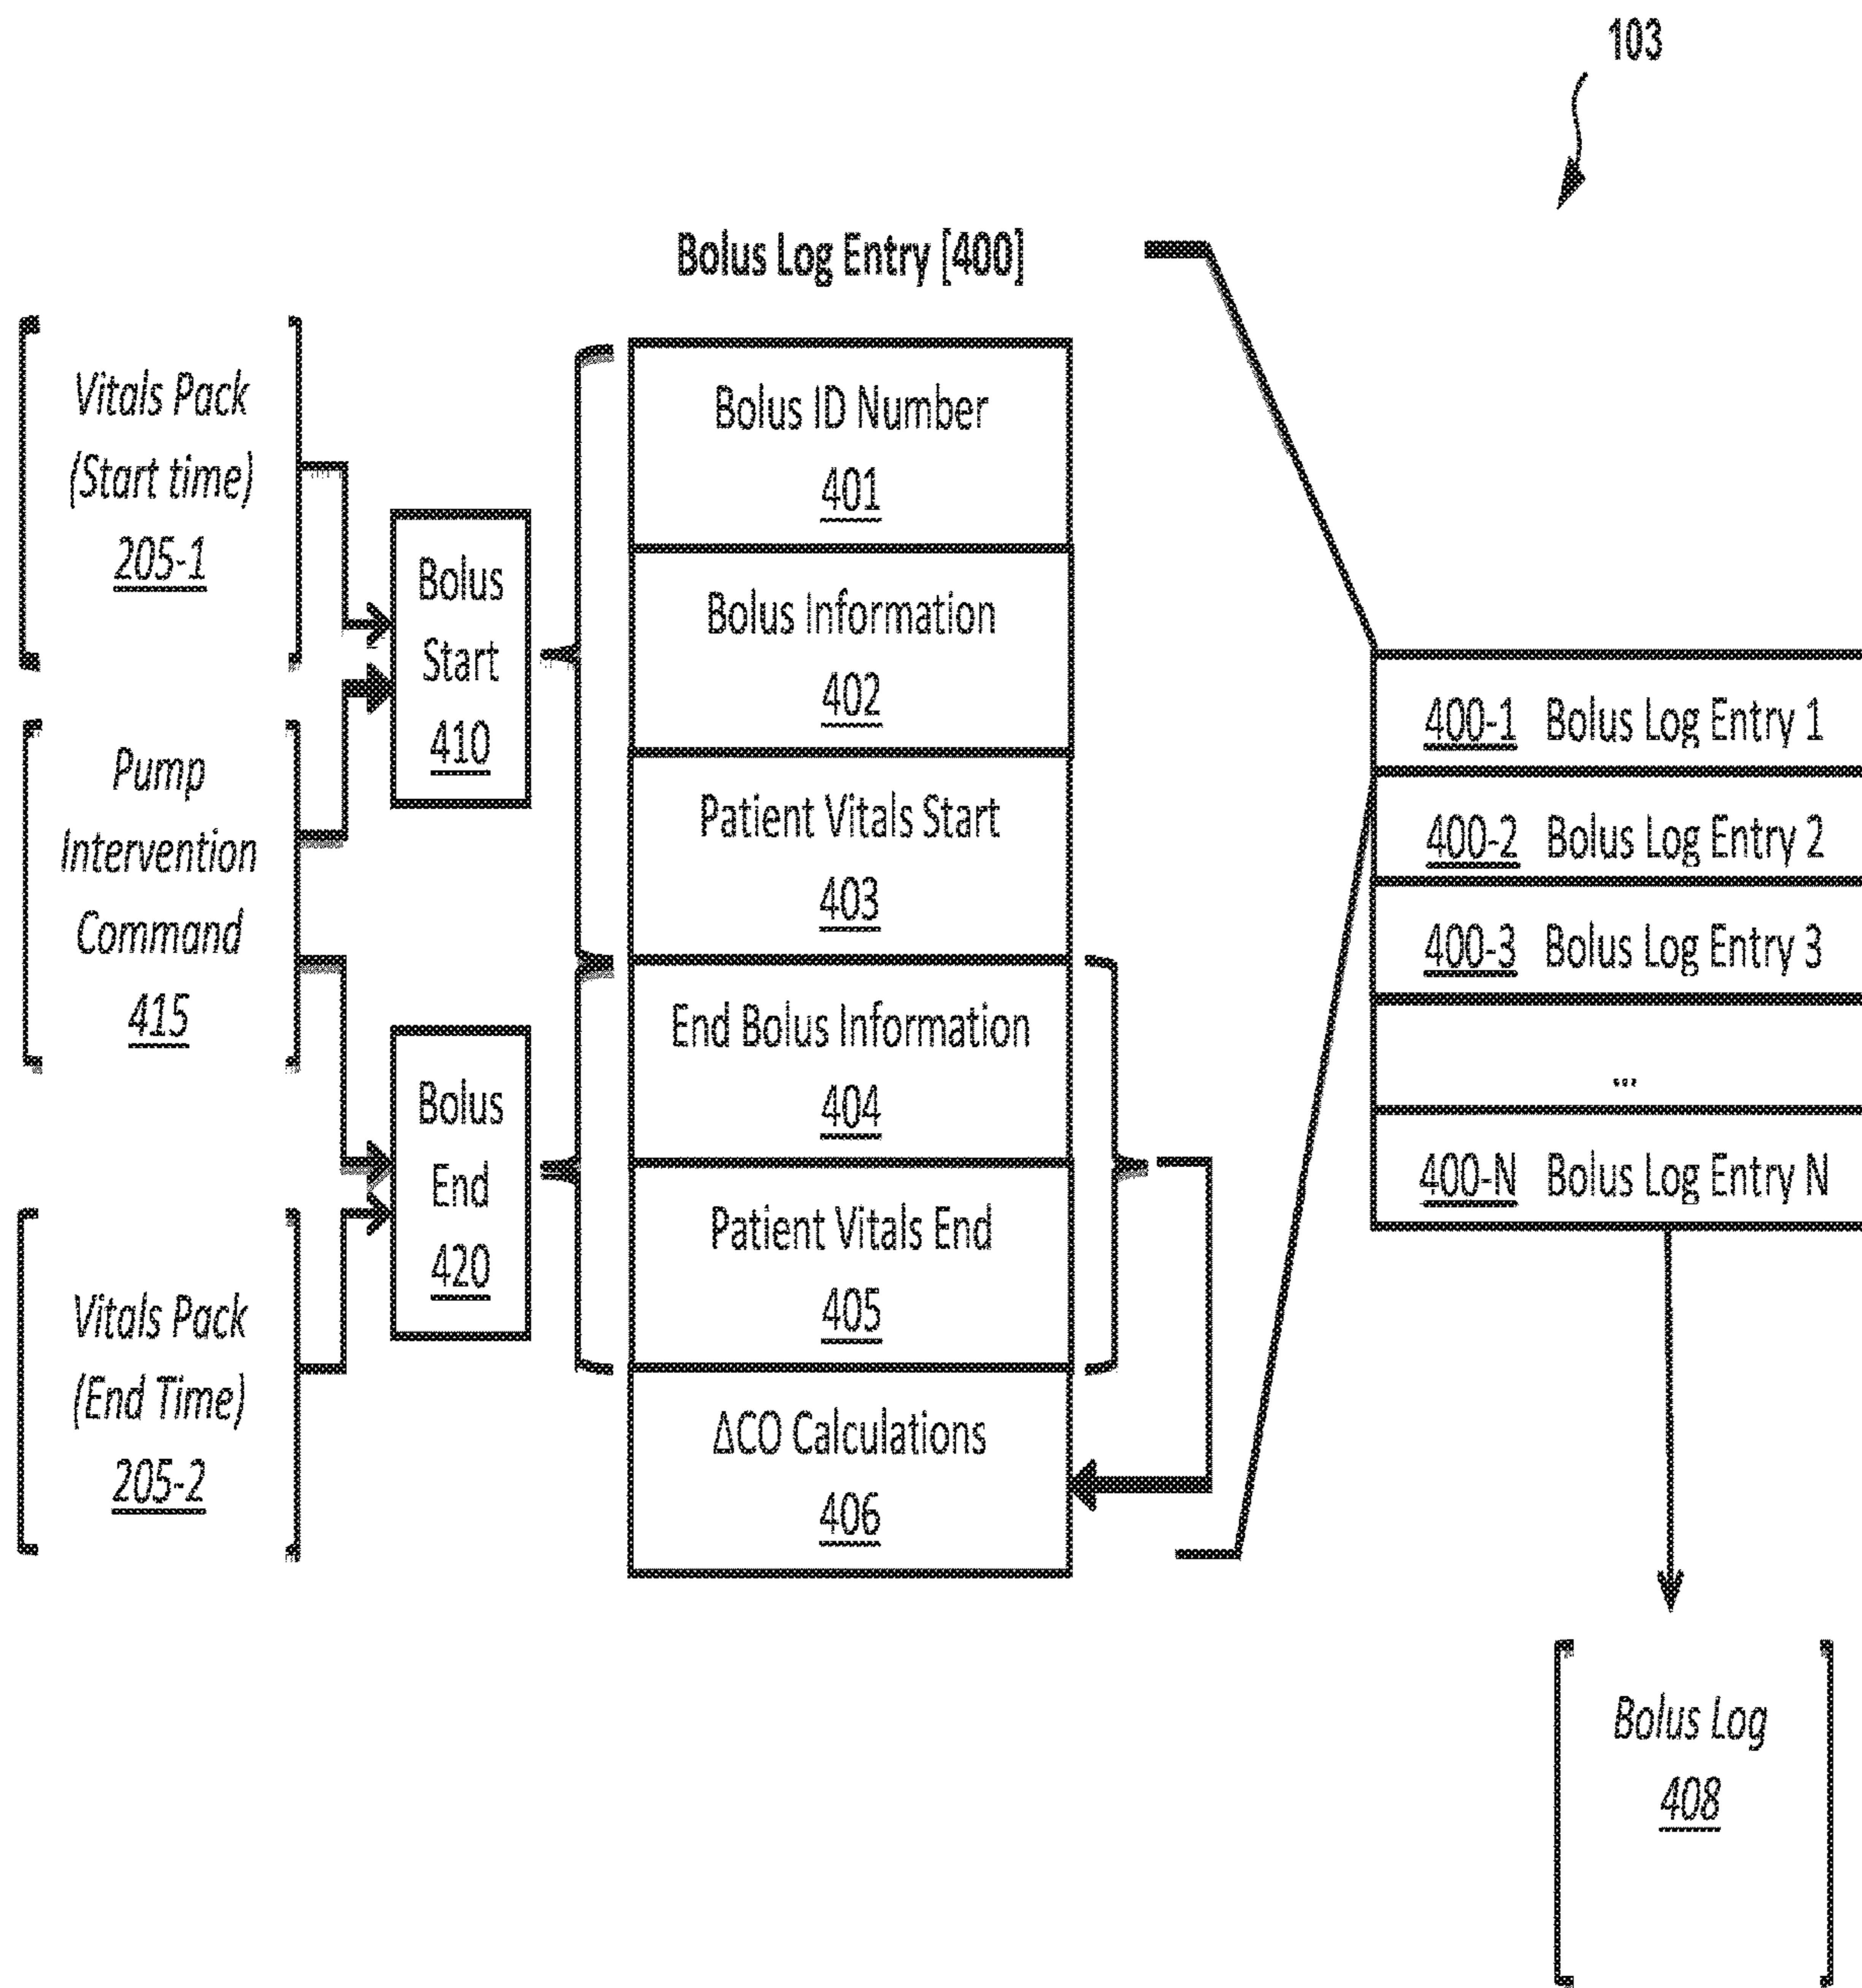 103
Bolus Log Entry [400]
Vitals Pack
(Start time)
205-1
Pump
Intervention
Command
415
Vitals Pack
(End Time)
205-2
Bolus
Start
410
Bolus
End
420
Bolus ID Number
401
Bolus Information
402
Patient Vitals Start
403
End Bolus Information
404
Patient Vitals End
405
ΔCO Calculations
406
400-1 Bolus Log Entry 1
400-2 Bolus Log Entry 2
400-3 Bolus Log Entry 3
...
400-N Bolus Log Entry N
Bolus Log
408